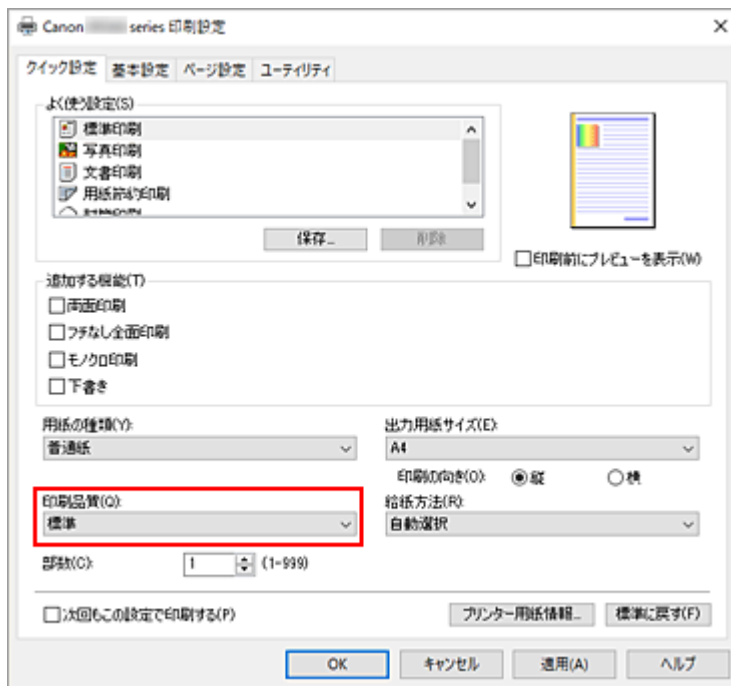 Canon series 印刷設定
クイック設定 基本設定 ページ設定 ユーティリティ
よく使う設定(S)
標準印刷
写真印刷
文書印刷
用紙節約印刷
保存...
削除
印刷前にプレビューを表示(W)
追加する機能(T)
両面印刷
フチなし全面印刷
モノクロ印刷
下書き
用紙の種類(Y):
普通紙
出力用紙サイズ(E):
A4
印刷の向き(O): 縦 横
印刷品質(Q):
標準
給紙方法(R):
自動選択
部数(C): 1 (1-999)
次回もこの設定で印刷する(P)
プリンター用紙情報... 標準に戻す(F)
OK キャンセル 適用(A) ヘルプ